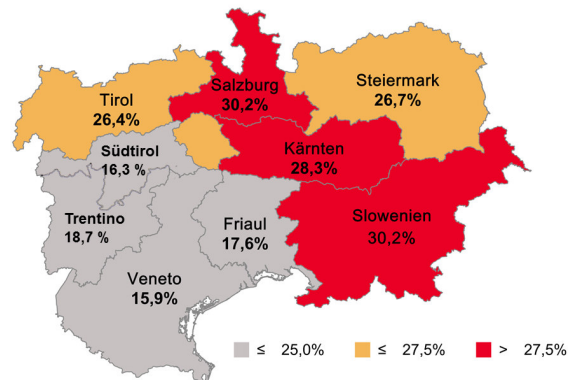 Salzburg
30,2%
Steiermark
26,7%
Tirol
26,4%
Kärnten
28,3%
Südtirol
16,3 %
Trentino
18,7 %
Friaul
17,6%
Slowenien
30,2%
Veneto
15,9%
≤ 25,0% ≤ 27,5% > 27,5%